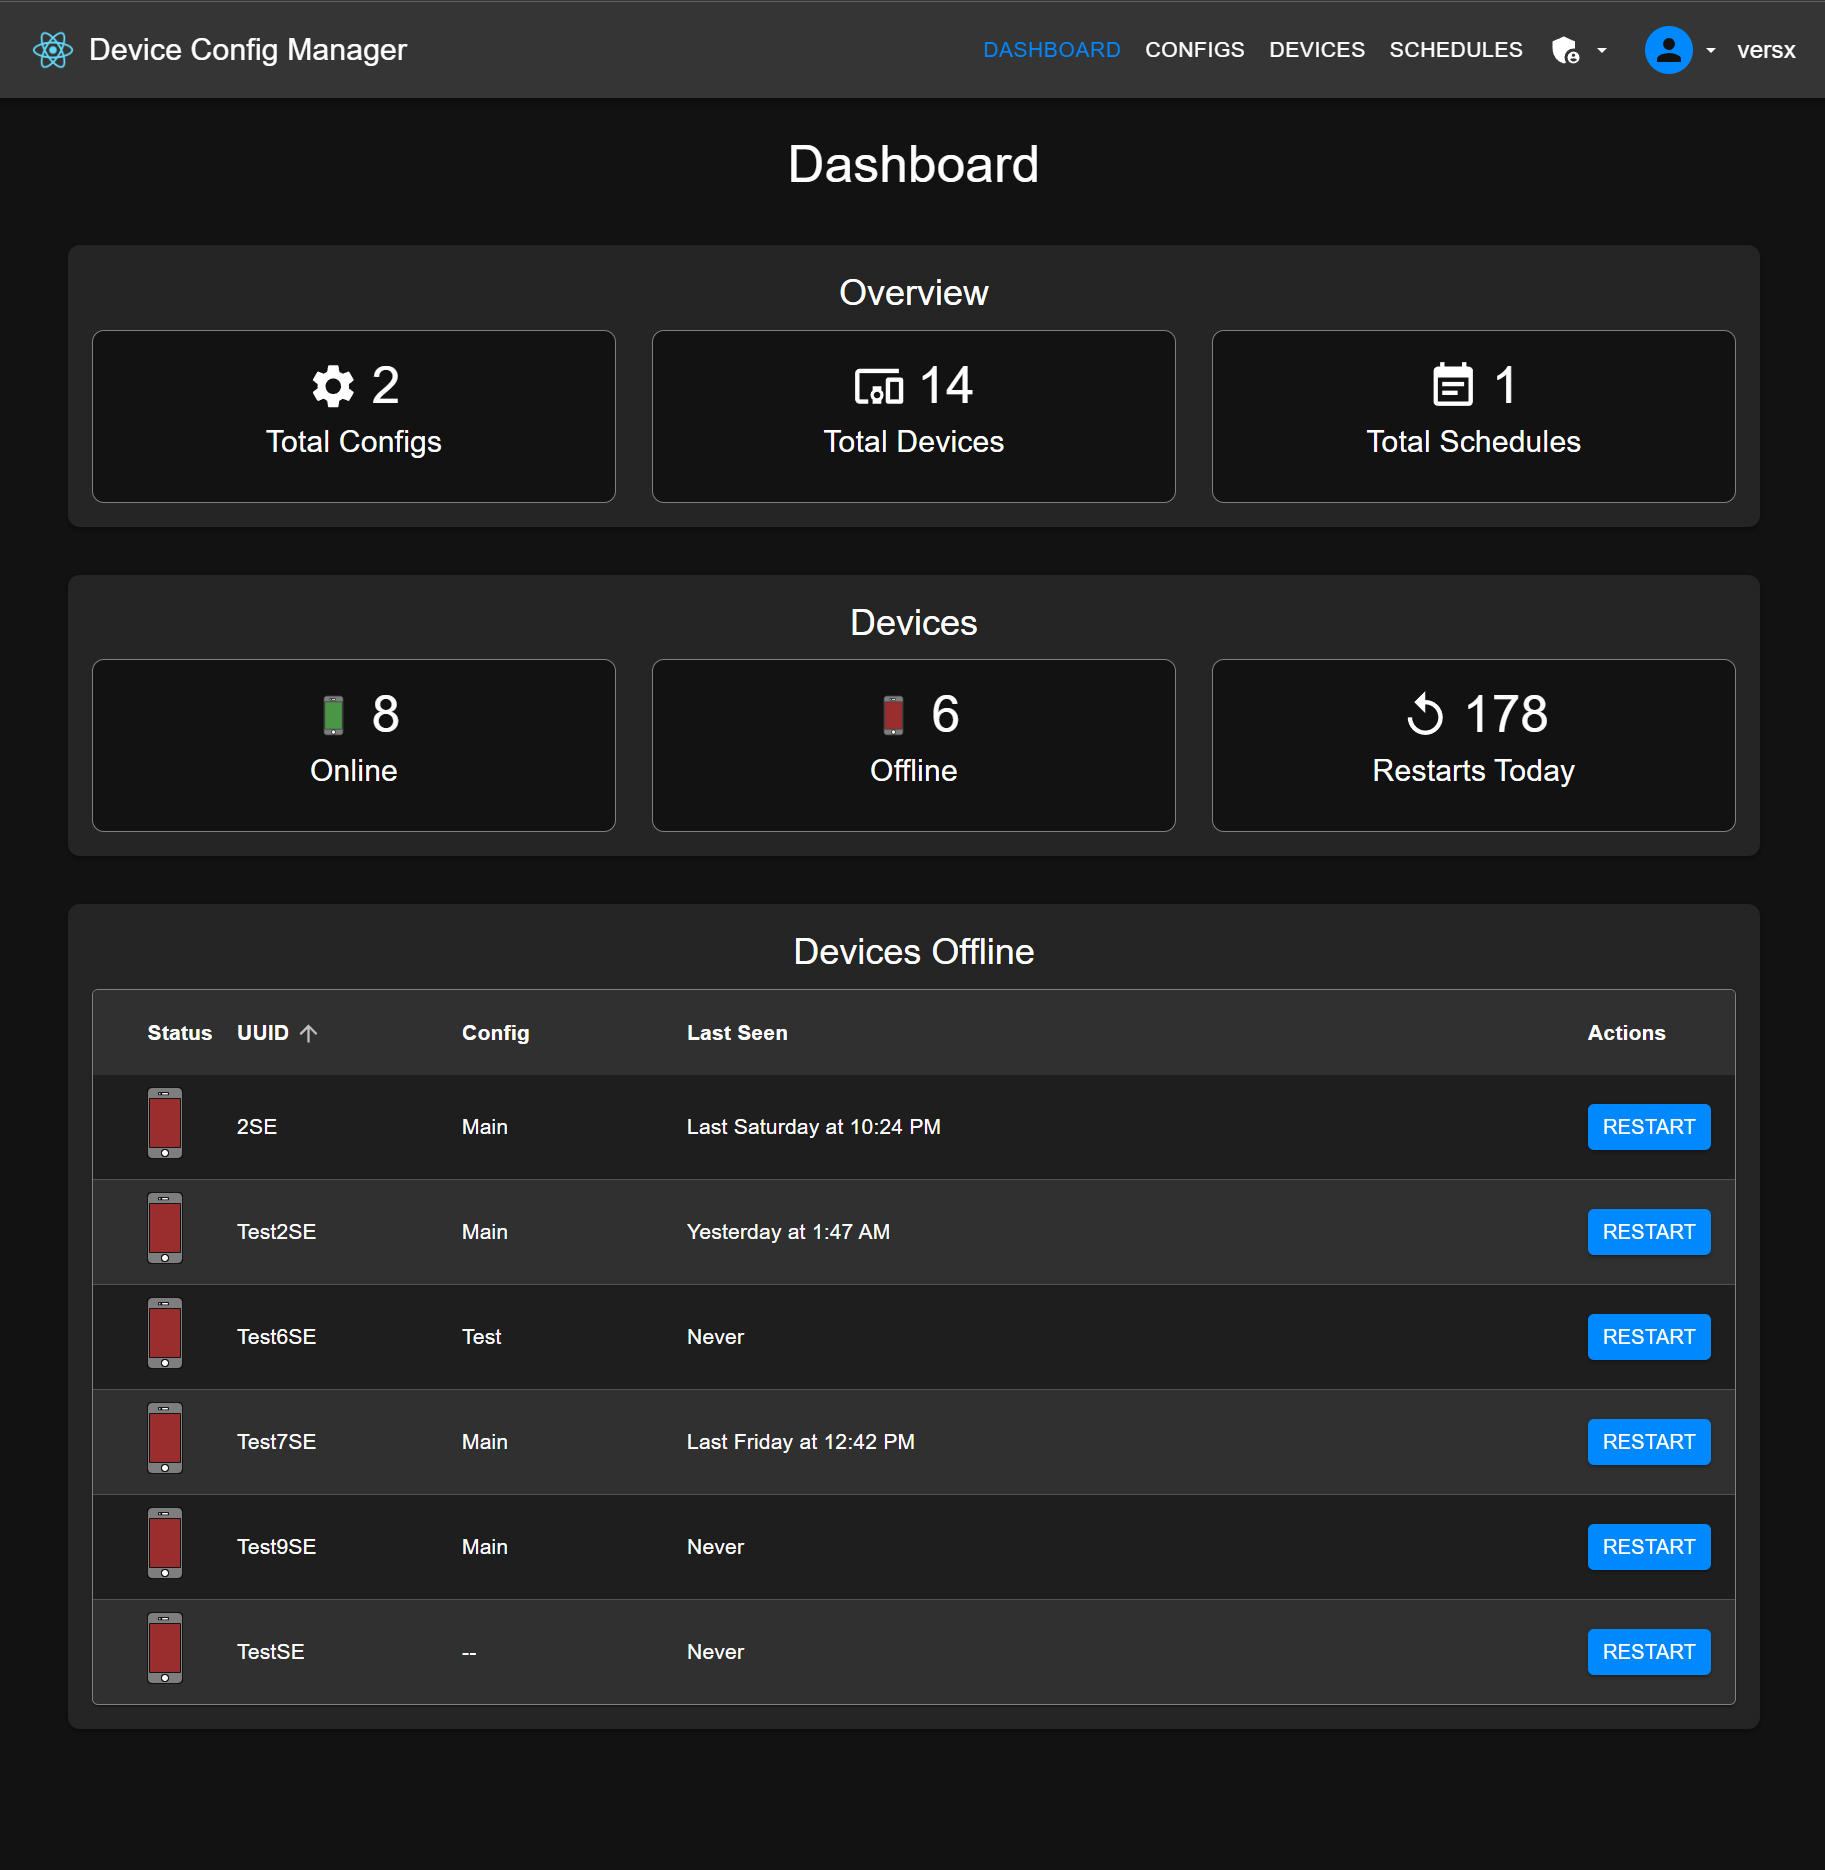 Device Config Manager DASHBOARD CONFIGS DEVICES SCHEDULES versx
Dashboard
Overview
2 14 1
Total Configs Total Devices Total Schedules
Devices
8 6 178
Online Offline Restarts Today
Devices Offline
Status UUID Config Last Seen Actions
2SE Main Last Saturday at 10:24 PM RESTART
Test2SE Main Yesterday at 1:47 AM RESTART
Test6SE Test Never RESTART
Test7SE Main Last Friday at 12:42 PM RESTART
Test9SE Main Never RESTART
TestSE -- Never RESTART